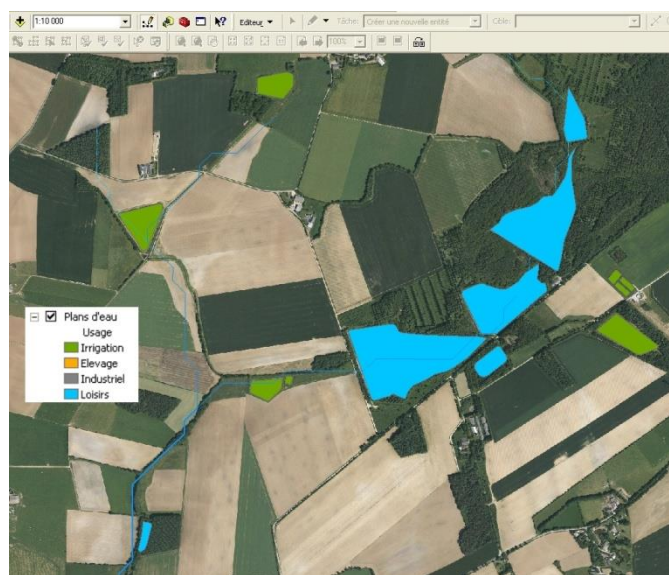 1:10 000 Editeur Tâche: Créer une nouvelle entité Cible:
100%
Plans d'eau
Usage
Irrigation
Elevage
Industriel
Loisirs